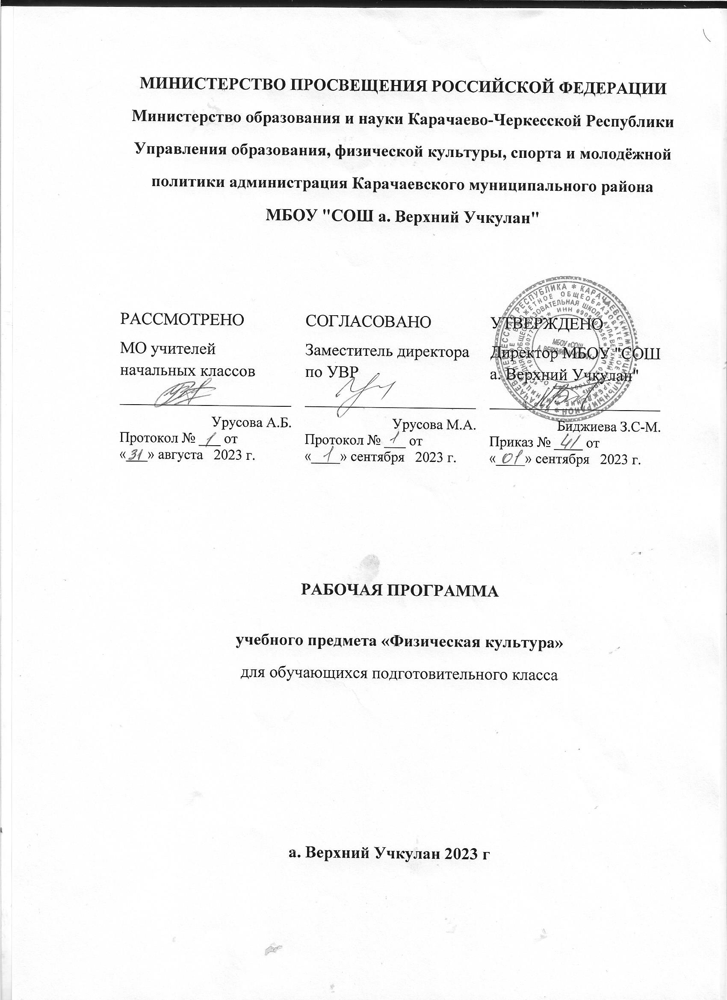 МИНИСТЕРСТВО ПРОСВЕЩЕНИЯ РОССИЙСКОЙ ФЕДЕРАЦИИ
Министерство образования и науки Карачаево-Черкесской Республики
Управления образования, физической культуры, спорта и молодёжной
политики администрация Карачаевского муниципального района
МБОУ "СОШ а. Верхний Учкулан"
РАССМОТРЕНО
МО учителей
начальных классов
Урусова А.Б.
Протокол № 1 от
«31» августа 2023 г.
СОГЛАСОВАНО
Заместитель директора
по УВР
Урусова М.А.
Протокол № 1 от
«1» сентября 2023 г.
УТВЕРЖДЕНО
Директор МБОУ "СОШ
а. Верхний Учкулан"
Биджиева З.С-М.
Приказ № 41 от
«01» сентября 2023 г.
РАБОЧАЯ ПРОГРАММА
учебного предмета «Физическая культура»
для обучающихся подготовительного класса
а. Верхний Учкулан 2023 г